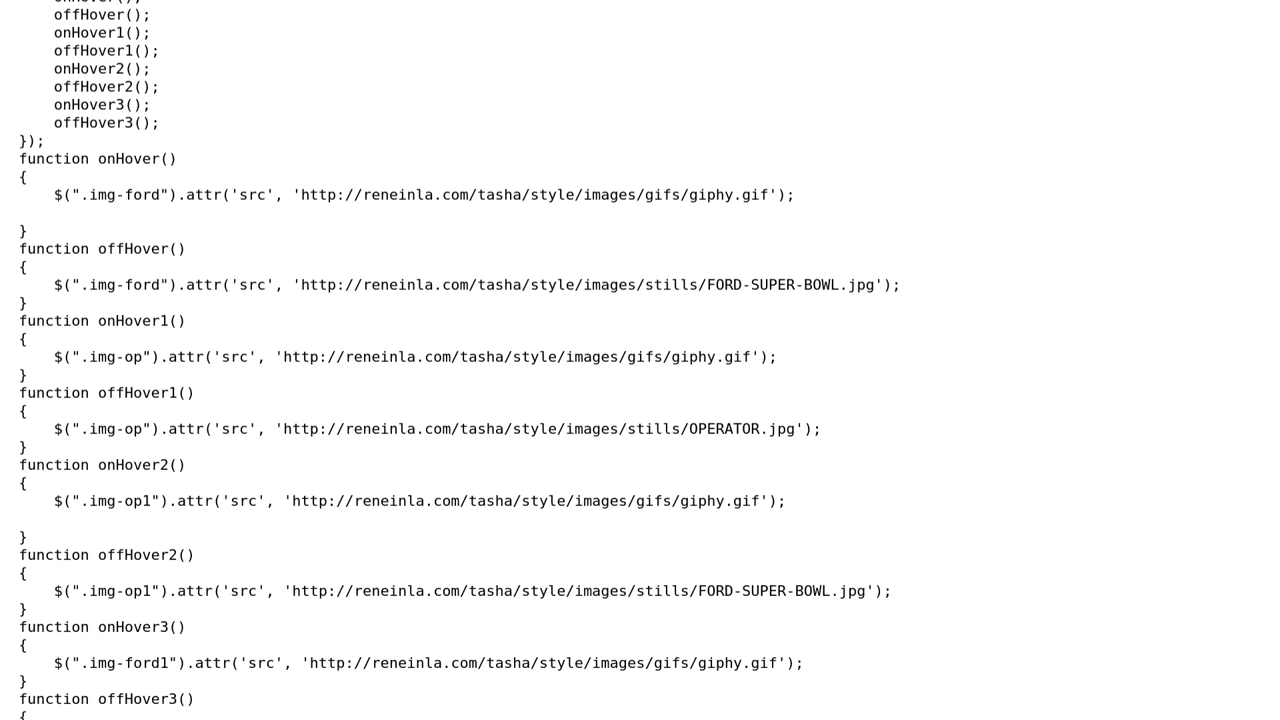 offHover();
onHover1();
offHover1();
onHover2();
offHover2();
onHover3();
offHover3();
});
function onHover()
{
$(".img-ford").attr('src', 'http://reneinla.com/tasha/style/images/gifs/giphy.gif');
}
function offHover()
{
$(".img-ford").attr('src', 'http://reneinla.com/tasha/style/images/stills/FORD-SUPER-BOWL.jpg');
}
function onHover1()
{
$(".img-op").attr('src', 'http://reneinla.com/tasha/style/images/gifs/giphy.gif');
}
function offHover1()
{
$(".img-op").attr('src', 'http://reneinla.com/tasha/style/images/stills/OPERATOR.jpg');
}
function onHover2()
{
$(".img-op1").attr('src', 'http://reneinla.com/tasha/style/images/gifs/giphy.gif');
}
function offHover2()
{
$(".img-op1").attr('src', 'http://reneinla.com/tasha/style/images/stills/FORD-SUPER-BOWL.jpg');
}
function onHover3()
{
$(".img-ford1").attr('src', 'http://reneinla.com/tasha/style/images/gifs/giphy.gif');
}
function offHover3()
{